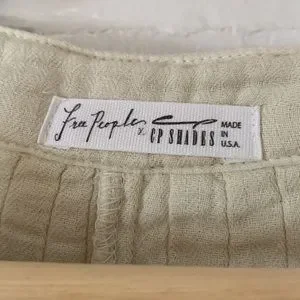 Free People
x CP SHADES
MADE
IN
U.S.A.